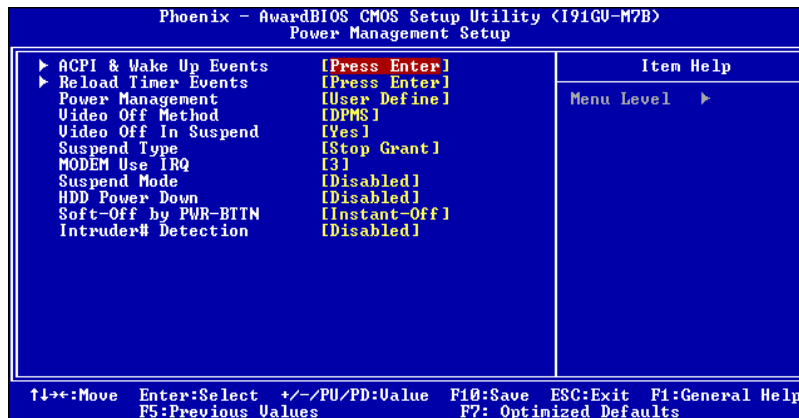 Phoenix - AwardBIOS CMOS Setup Utility (I91GV-M7B)
Power Management Setup
▶ ACPI & Wake Up Events [Press Enter] Item Help
▶ Reload Timer Events [Press Enter]
Power Management [User Define] Menu Level ▶
Video Off Method [DPMS]
Video Off In Suspend [Yes]
Suspend Type [Stop Grant]
MODEM Use IRQ [3]
Suspend Mode [Disabled]
HDD Power Down [Disabled]
Soft-Off by PWR-BTTN [Instant-Off]
Intruder# Detection [Disabled]
↑↓→←:Move Enter:Select +/-/PU/PD:Value F10:Save ESC:Exit F1:General Help
F5:Previous Values F7: Optimized Defaults